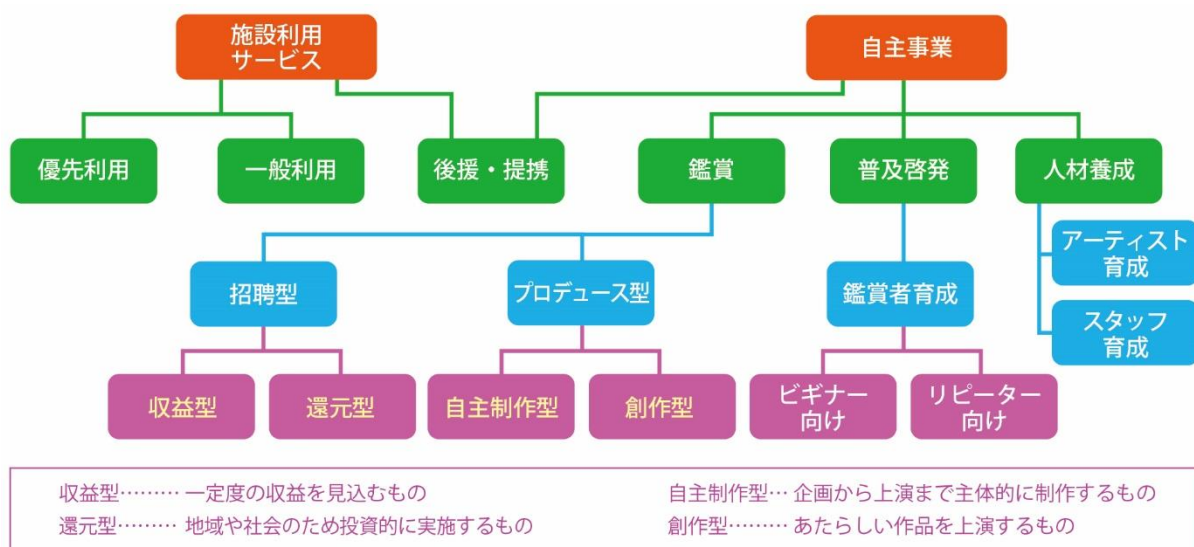 施設利用
サービス
自主事業
優先利用
一般利用
後援・提携
鑑賞
普及啓発
人材養成
アーティスト
育成
スタッフ
育成
招聘型
プロデュース型
鑑賞者育成
収益型
還元型
自主制作型
創作型
ビギナー
向け
リピーター
向け
収益型……… 一定度の収益を見込むもの
還元型……… 地域や社会のため投資的に実施するもの
自主制作型… 企画から上演まで主体的に制作するもの
創作型……… あたらしい作品を上演するもの